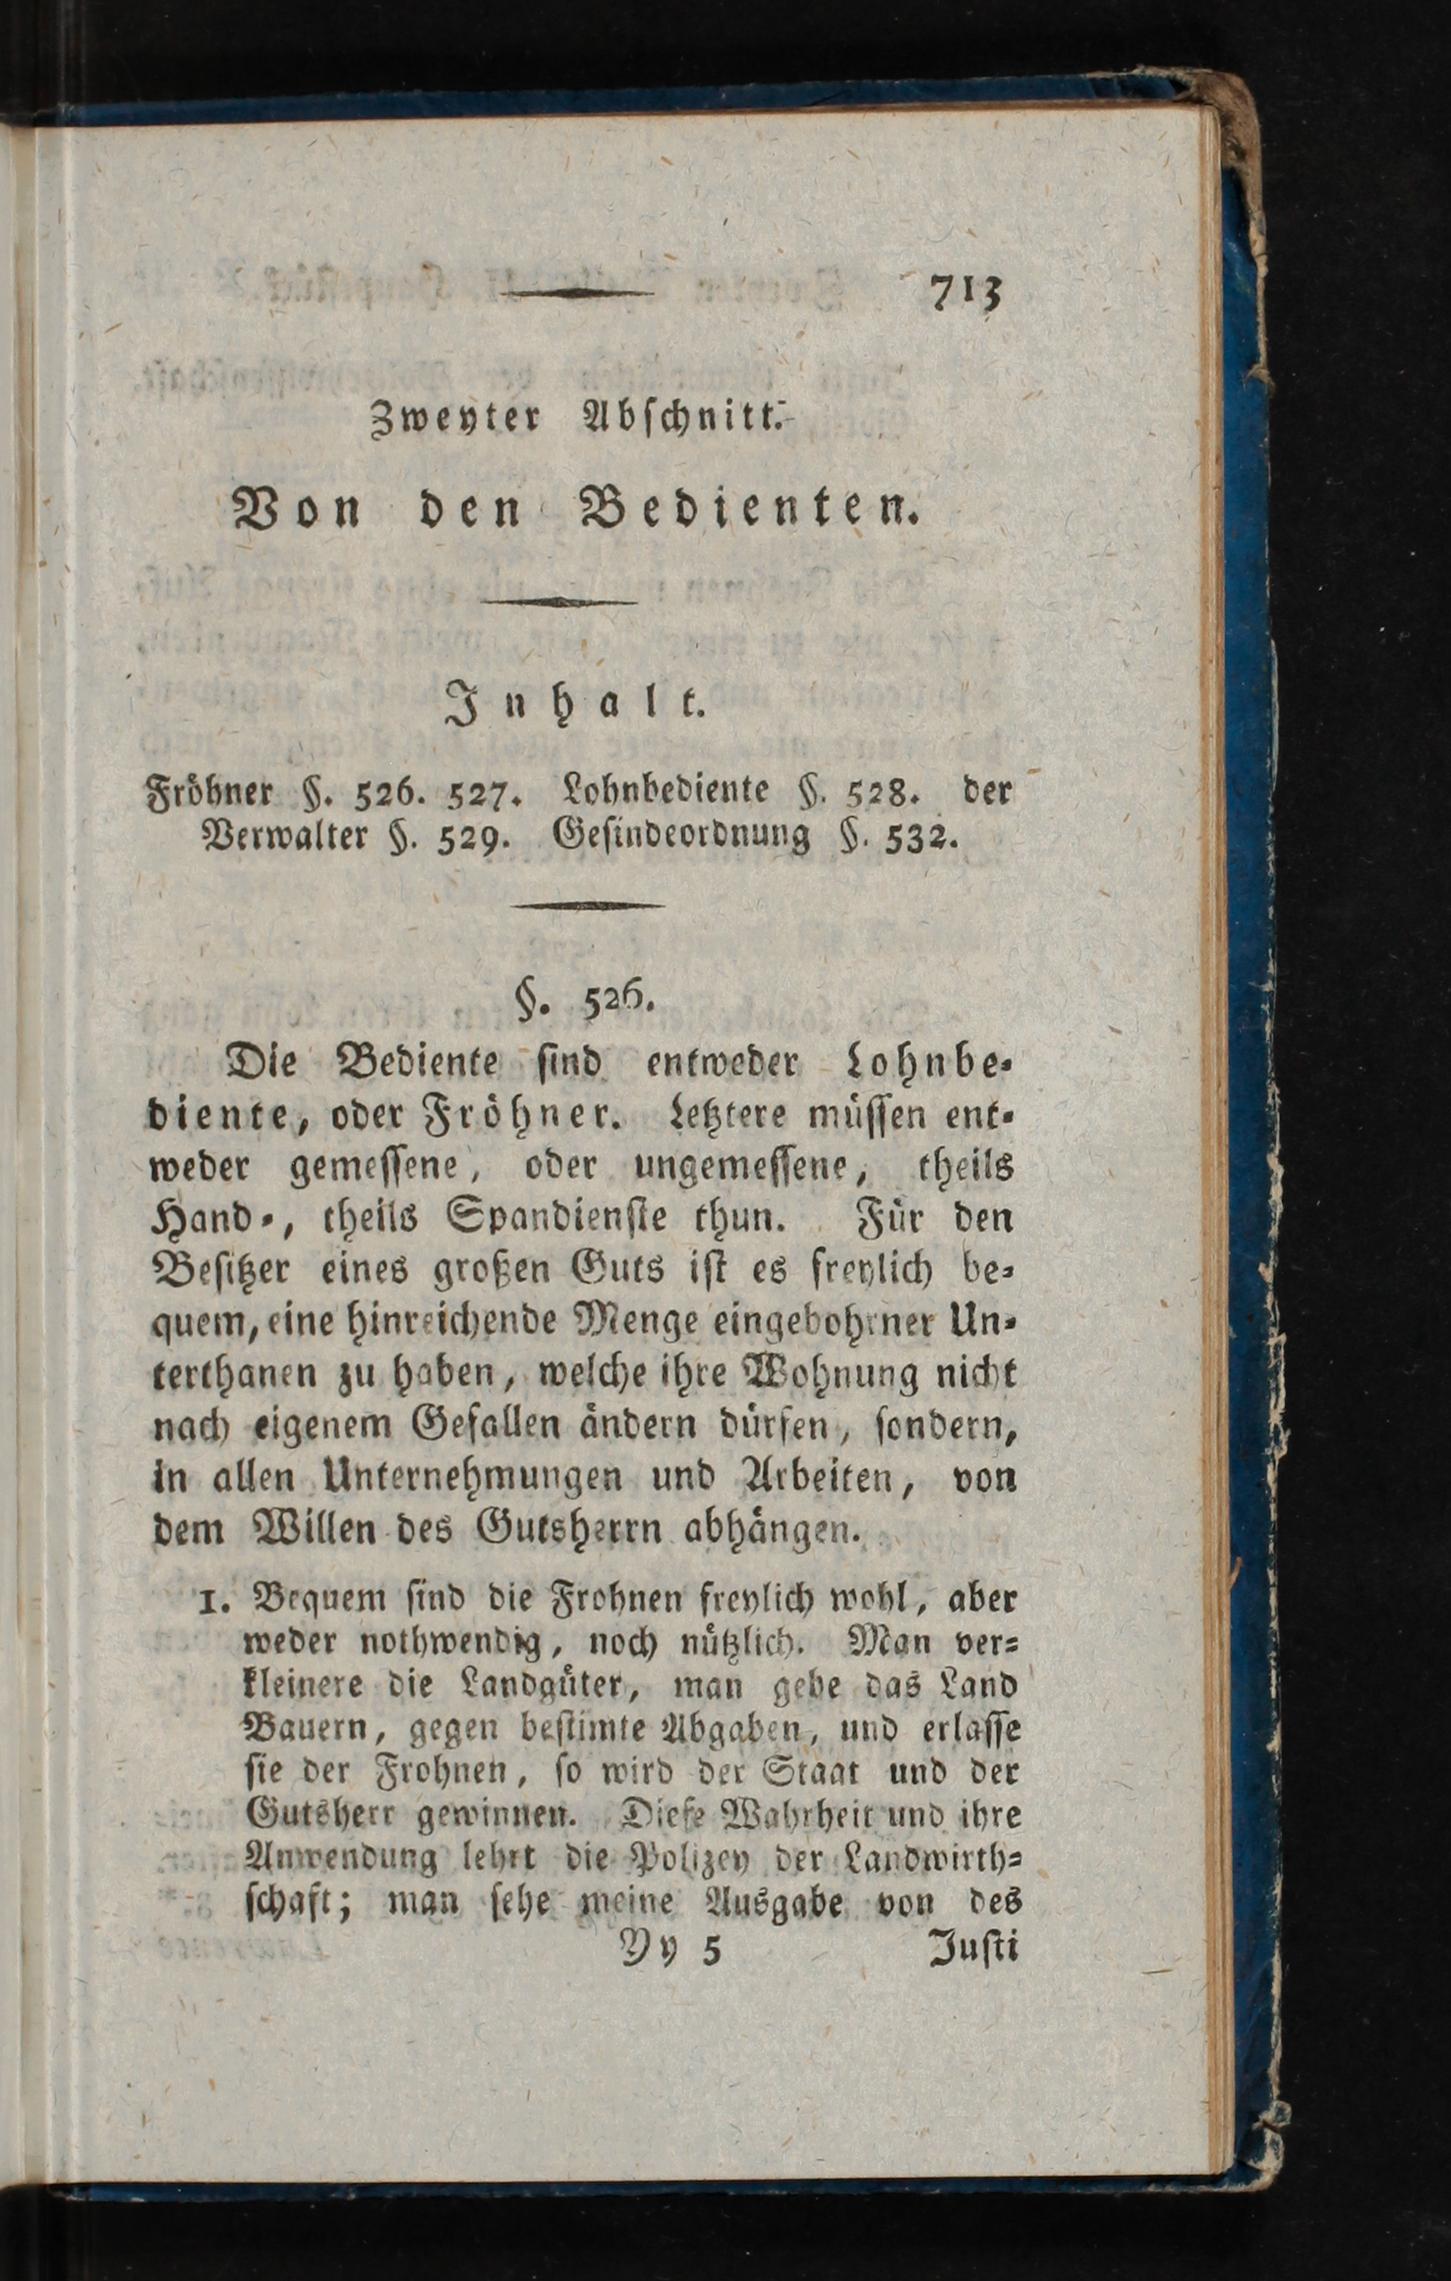 713
Zweyter Abschnitt.
Von den Bedienten.
Inhalt.
Fröhner §. 526. 527. Lohnbediente §. 528. der
Verwalter §. 529. Gesindeordnung §. 532.
§. 526.
Die Bediente sind entweder Lohnbe-
diente, oder Fröhner. Letztere müssen ent-
weder gemessene, oder ungemessene, theils
Hand-, theils Spandienste thun. Für den
Besitzer eines großen Guts ist es freylich be-
quem, eine hinreichende Menge eingebohrner Un-
terthanen zu haben, welche ihre Wohnung nicht
nach eigenem Gefallen ändern dürfen, sondern,
in allen Unternehmungen und Arbeiten, von
dem Willen des Gutsherrn abhängen.
1. Bequem sind die Frohnen freylich wohl, aber
weder nothwendig, noch nützlich. Man ver-
kleinere die Landgüter, man gebe das Land
Bauern, gegen bestimte Abgaben, und erlasse
sie der Frohnen, so wird der Staat und der
Gutsherr gewinnen. Diese Wahrheit und ihre
Anwendung lehrt die Polizey der Landwirth-
schaft; man sehe meine Ausgabe von des
Yy 5 Justi